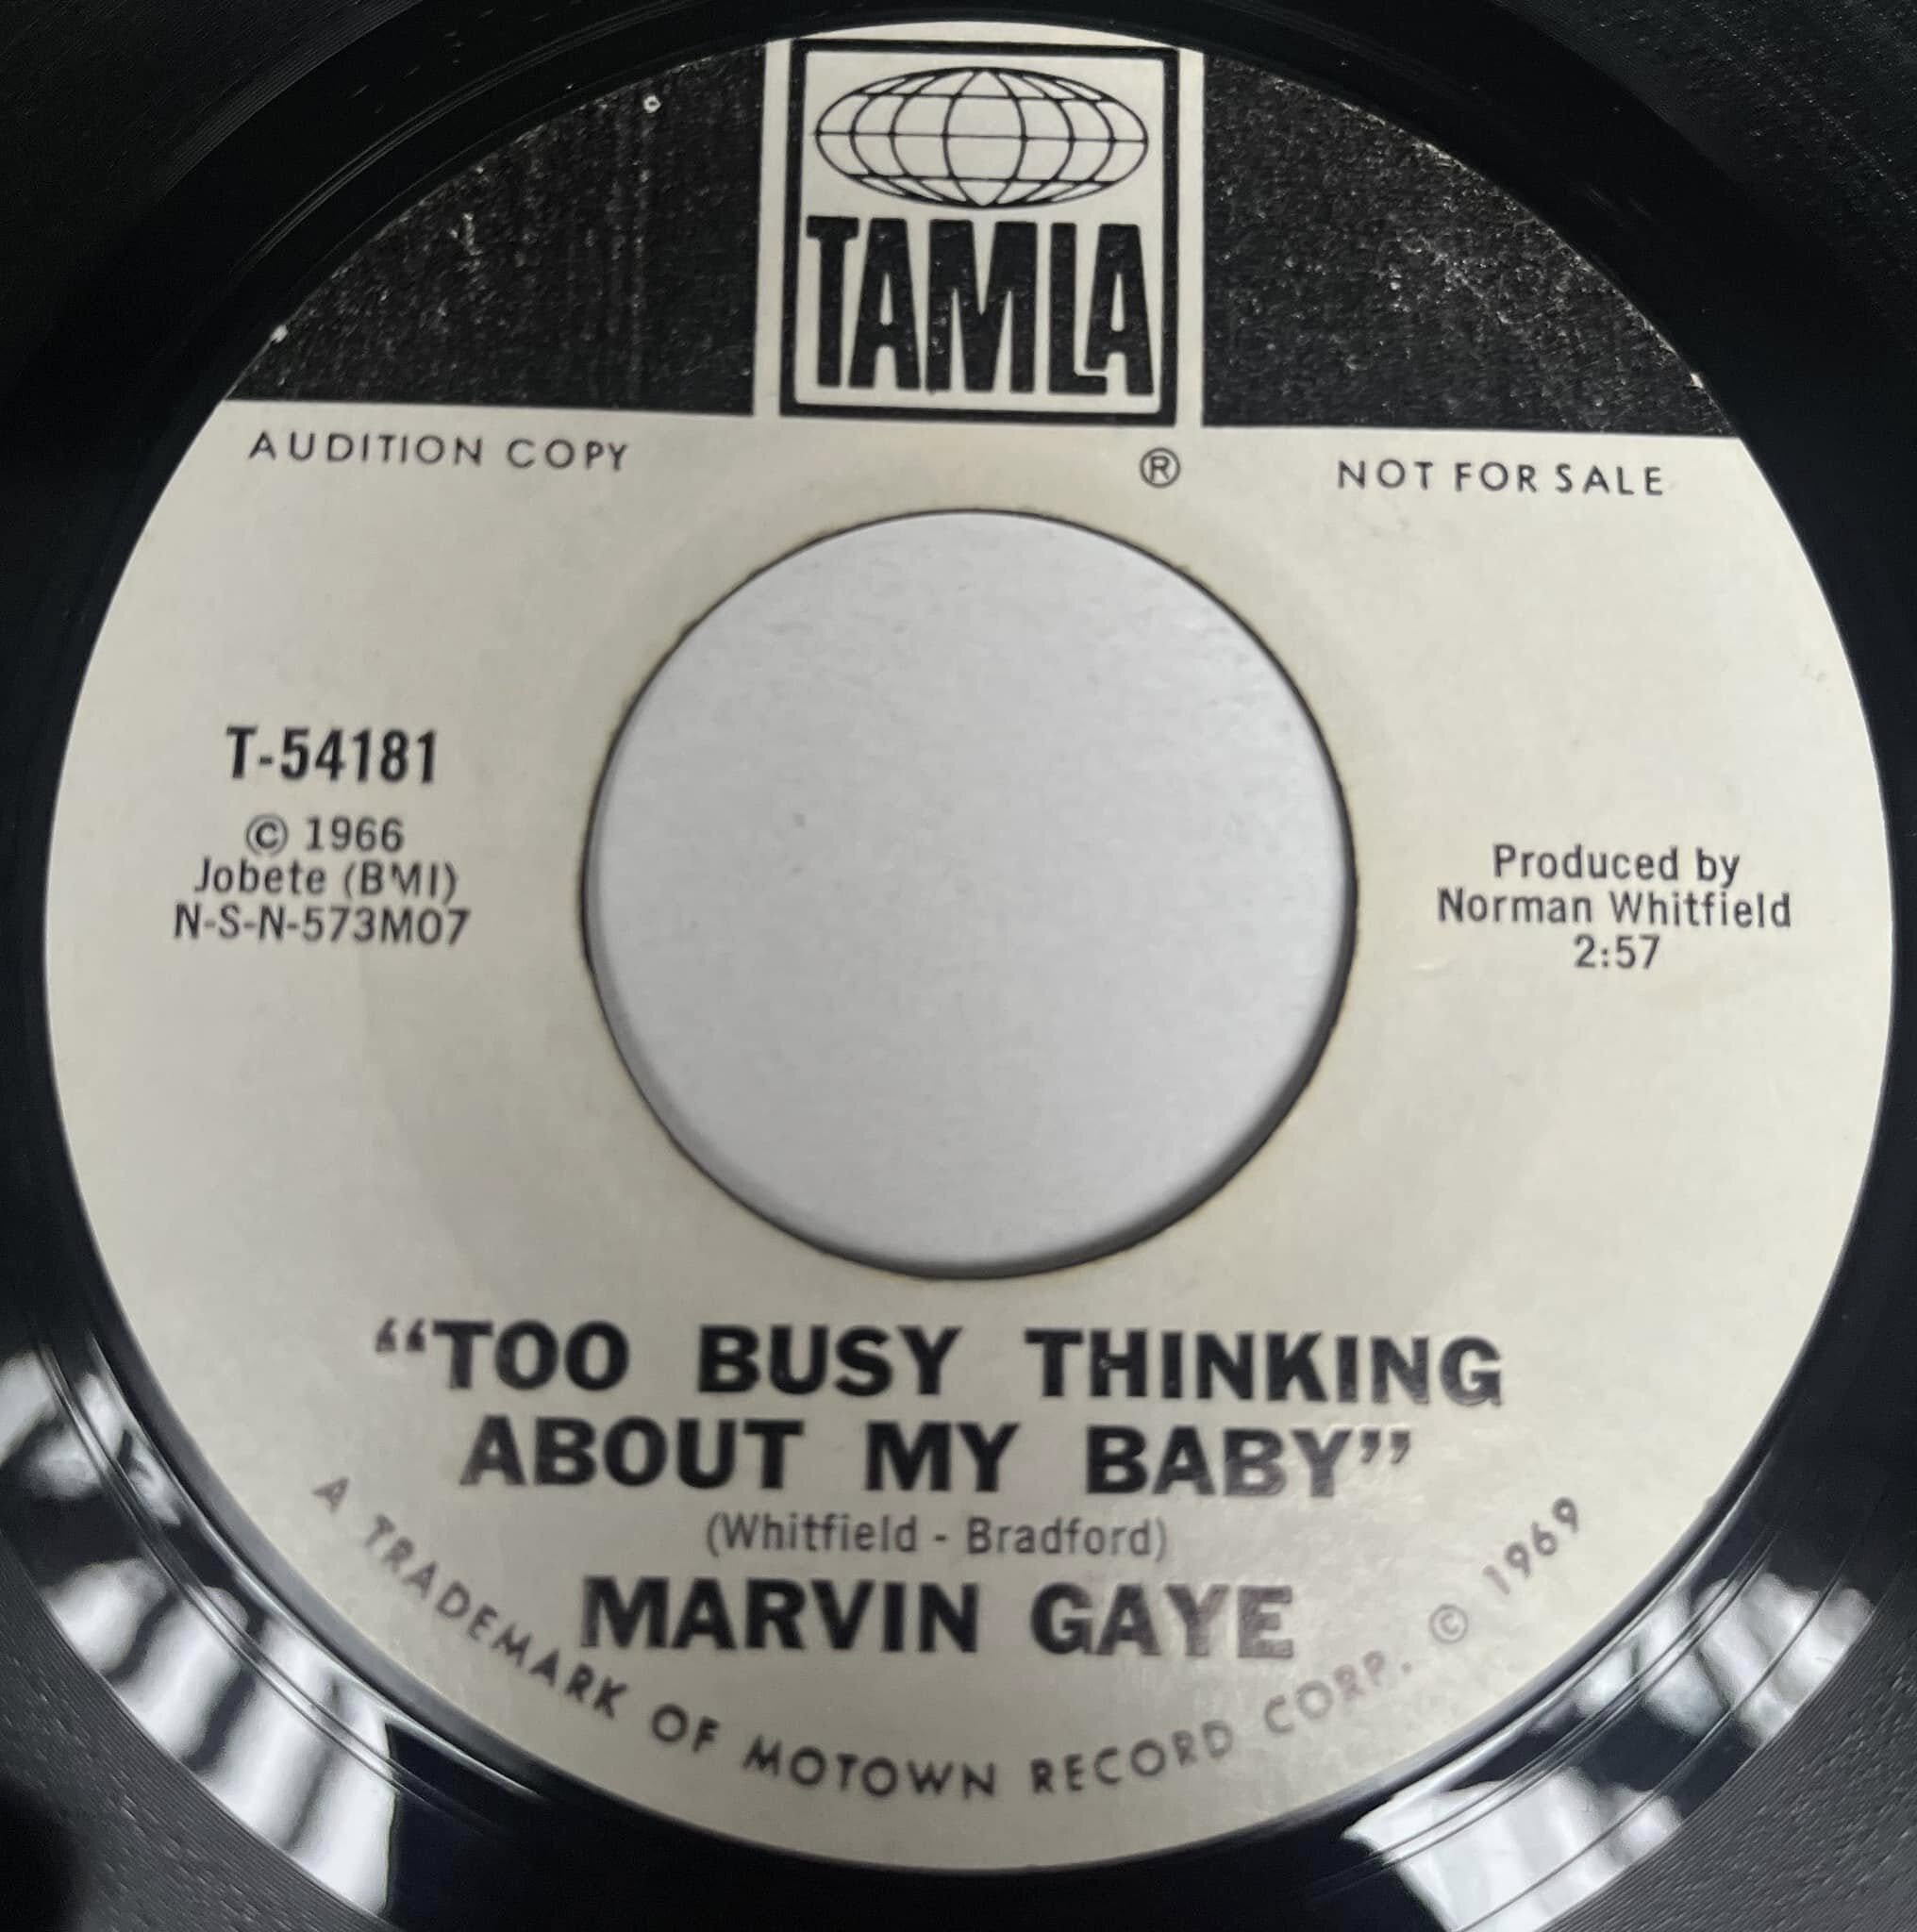 TAMLA
AUDITION COPY
®
NOT FOR SALE
T-54181
© 1966
Jobete (BMI)
N-S-N-573M07
Produced by
Norman Whitfield
2:57
“TOO BUSY THINKING
ABOUT MY BABY”
(Whitfield - Bradford)
MARVIN GAYE
A TRADEMARK OF MOTOWN RECORD CORP. © 1969